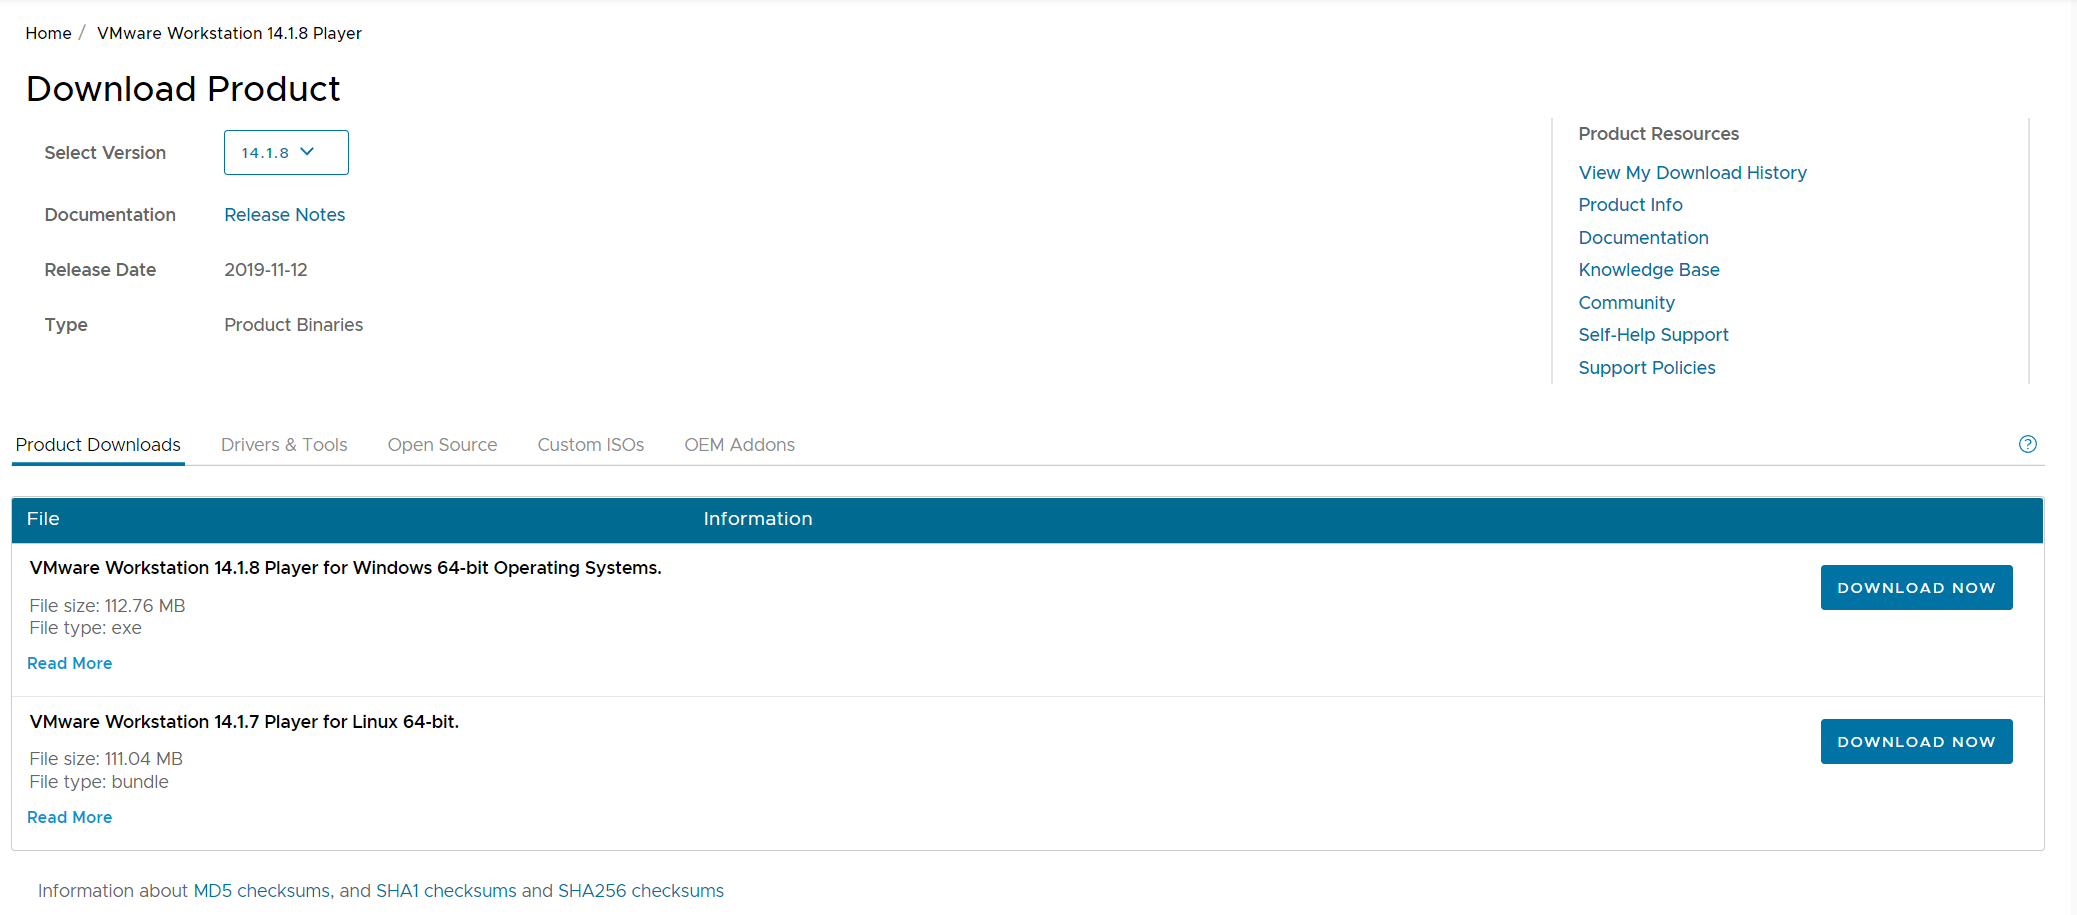 Home / VMware Workstation 14.1.8 Player
Download Product
Select Version 14.1.8
Documentation Release Notes
Release Date 2019-11-12
Type Product Binaries
Product Resources
View My Download History
Product Info
Documentation
Knowledge Base
Community
Self-Help Support
Support Policies
Product Downloads Drivers & Tools Open Source Custom ISOs OEM Addons ?
File Information
VMware Workstation 14.1.8 Player for Windows 64-bit Operating Systems.
File size: 112.76 MB
File type: exe
Read More
DOWNLOAD NOW
VMware Workstation 14.1.7 Player for Linux 64-bit.
File size: 111.04 MB
File type: bundle
Read More
DOWNLOAD NOW
Information about MD5 checksums, and SHA1 checksums and SHA256 checksums